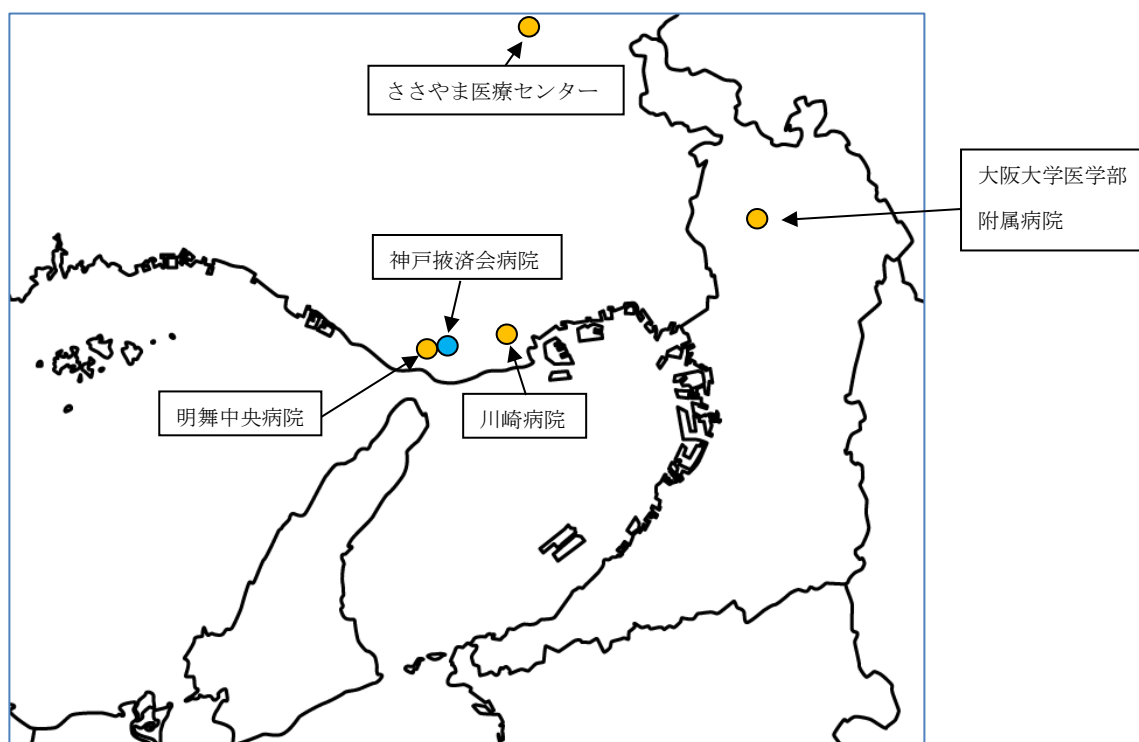 ささやま医療センター
大阪大学医学部
附属病院
神戸掖済会病院
明舞中央病院
川崎病院